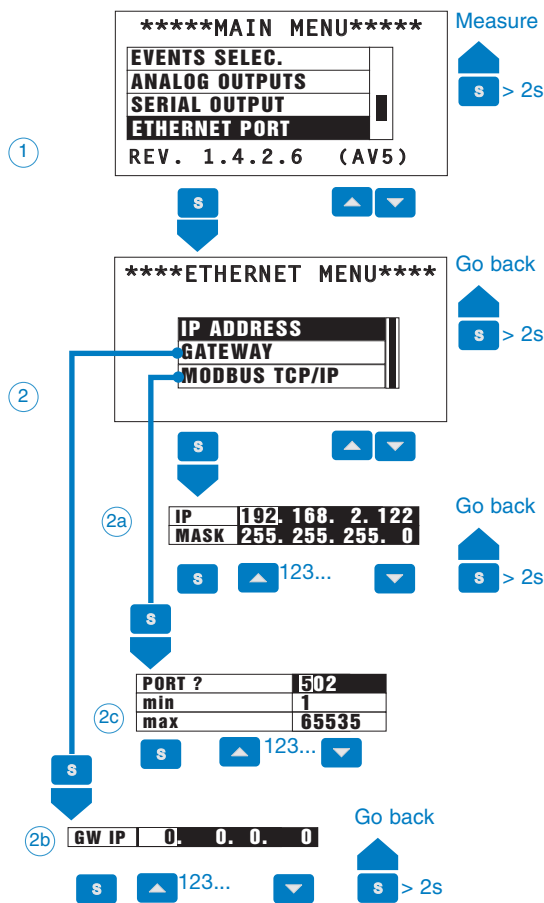 *****MAIN MENU*****
Measure
EVENTS SELEC.
ANALOG OUTPUTS
SERIAL OUTPUT
ETHERNET PORT
S > 2s
1
REV. 1.4.2.6 (AV5)
S
****ETHERNET MENU****
Go back
IP ADDRESS
GATEWAY
MODBUS TCP/IP
S > 2s
2
S
2a
IP 192. 168. 2. 122
MASK 255. 255. 255. 0
Go back
S 123...
S > 2s
S
2c
PORT ? 502
min 1
max 65535
S 123...
S
2b
GW IP 0. 0. 0. 0
Go back
S 123...
S > 2s